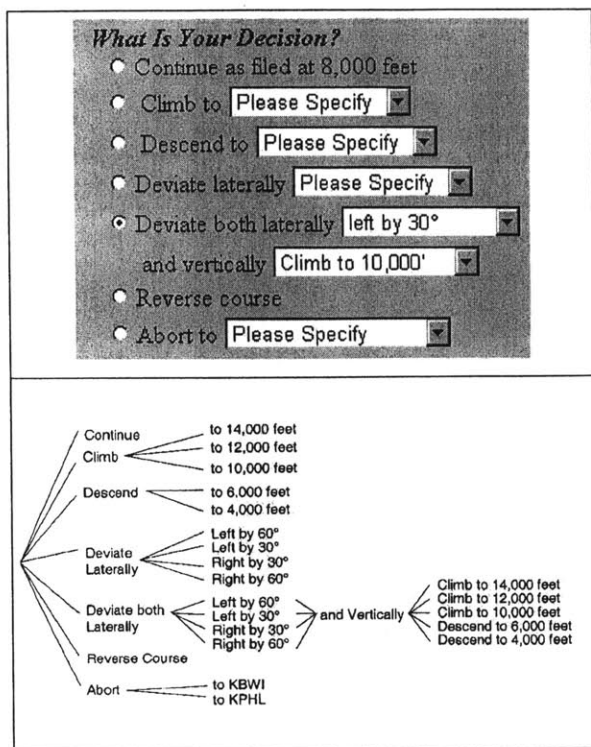 What Is Your Decision?
Continue as filed at 8,000 feet
Climb to Please Specify
Descend to Please Specify
Deviate laterally Please Specify
Deviate both laterally left by 30°
and vertically Climb to 10,000'
Reverse course
Abort to Please Specify
Continue
Climb
to 14,000 feet
to 12,000 feet
to 10,000 feet
Descend
to 6,000 feet
to 4,000 feet
Deviate
Laterally
Left by 60°
Left by 30°
Right by 30°
Right by 60°
Deviate both
Laterally
Left by 60°
Left by 30°
Right by 30°
Right by 60°
and Vertically
Climb to 14,000 feet
Climb to 12,000 feet
Climb to 10,000 feet
Descend to 6,000 feet
Descend to 4,000 feet
Reverse Course
Abort
to KBWI
to KPHL